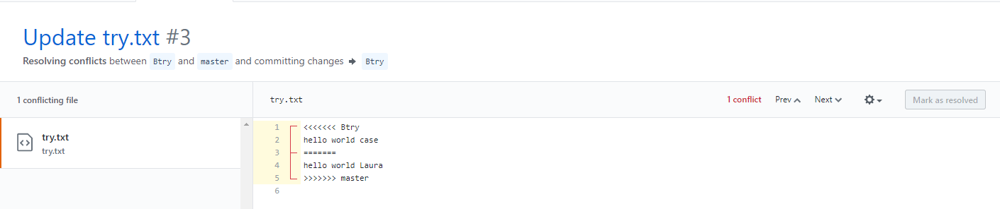 Update try.txt #3
Resolving conflicts between Btry and master and committing changes Btry
1 conflicting file
try.txt 1 conflict Prev Next Mark as resolved
try.txt
try.txt
1 <<<<<<< Btry
2 hello world case
3 =======
4 hello world Laura
5 >>>>>>> master
6